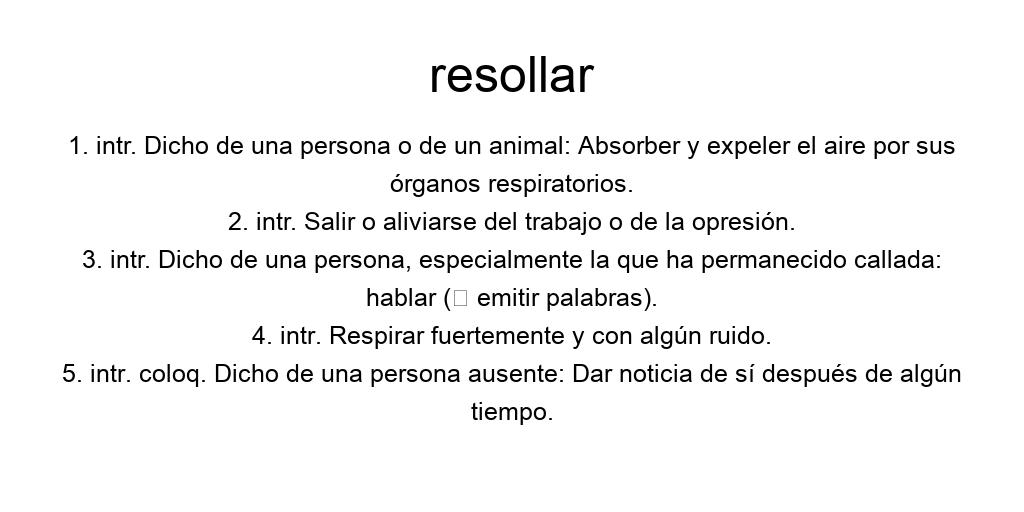 resollar
1. intr. Dicho de una persona o de un animal: Absorber y expeler el aire por sus
órganos respiratorios.
2. intr. Salir o aliviarse del trabajo o de la opresión.
3. intr. Dicho de una persona, especialmente la que ha permanecido callada:
hablar (□ emitir palabras).
4. intr. Respirar fuertemente y con algún ruido.
5. intr. coloq. Dicho de una persona ausente: Dar noticia de sí después de algún
tiempo.